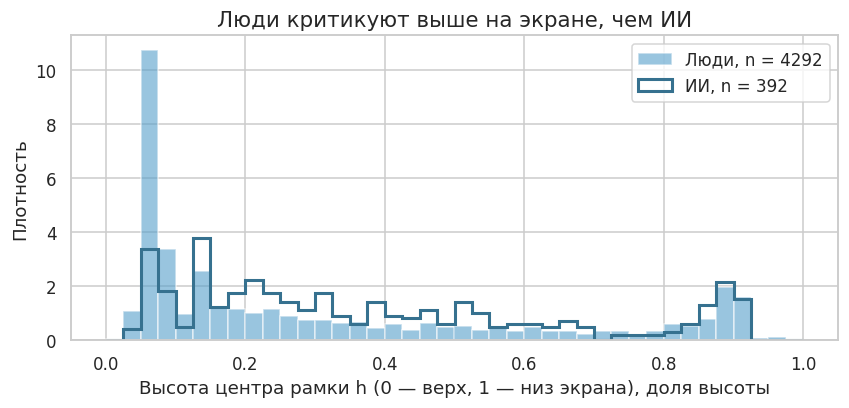 Люди критикуют выше на экране, чем ИИ
Плотность
10
8
6
4
2
0
Люди, n = 4292
ИИ, n = 392
0.0 0.2 0.4 0.6 0.8 1.0
Высота центра рамки h (0 — верх, 1 — низ экрана), доля высоты